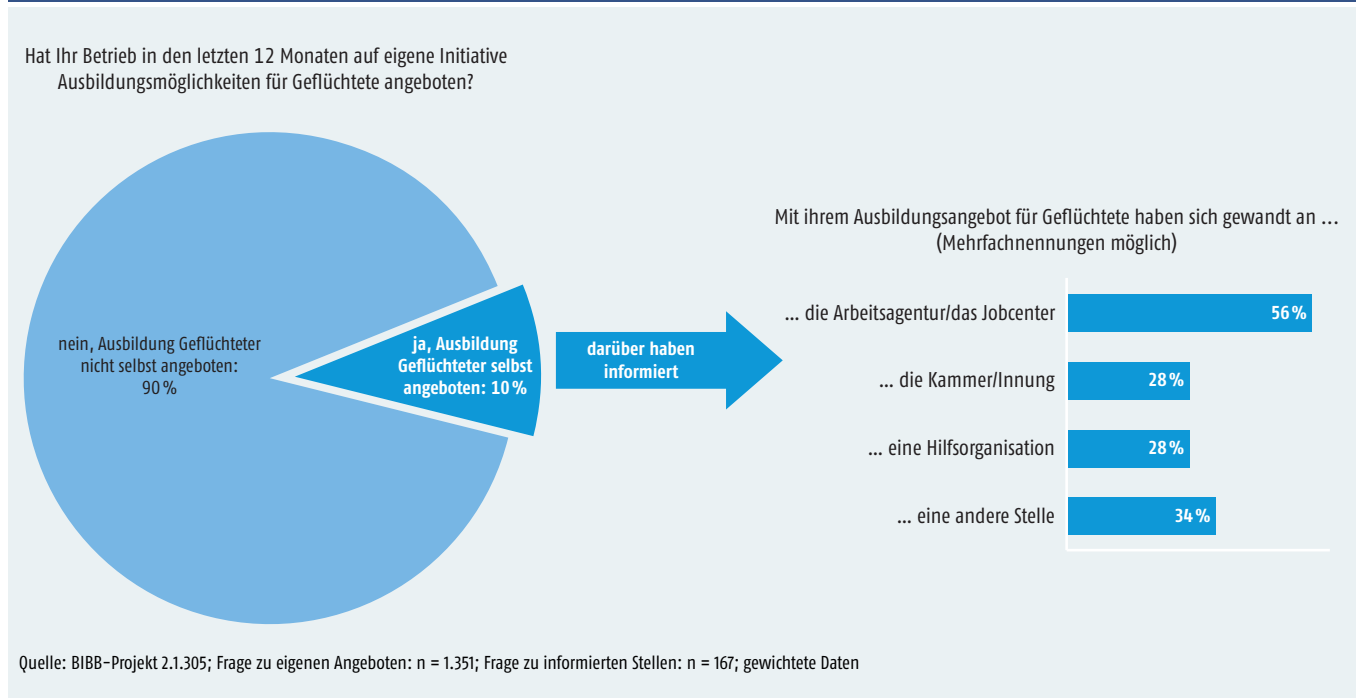 Hat Ihr Betrieb in den letzten 12 Monaten auf eigene Initiative
Ausbildungsmöglichkeiten für Geflüchtete angeboten?
nein, Ausbildung Geflüchteter
nicht selbst angeboten:
90 %
ja, Ausbildung
Geflüchteter selbst
angeboten: 10 %
darüber haben
informiert
Mit ihrem Ausbildungsangebot für Geflüchtete haben sich gewandt an ...
(Mehrfachnennungen möglich)
... die Arbeitsagentur/das Jobcenter 56 %
... die Kammer/Innung 28 %
... eine Hilfsorganisation 28 %
... eine andere Stelle 34 %
Quelle: BIBB-Projekt 2.1.305; Frage zu eigenen Angeboten: n = 1.351; Frage zu informierten Stellen: n = 167; gewichtete Daten